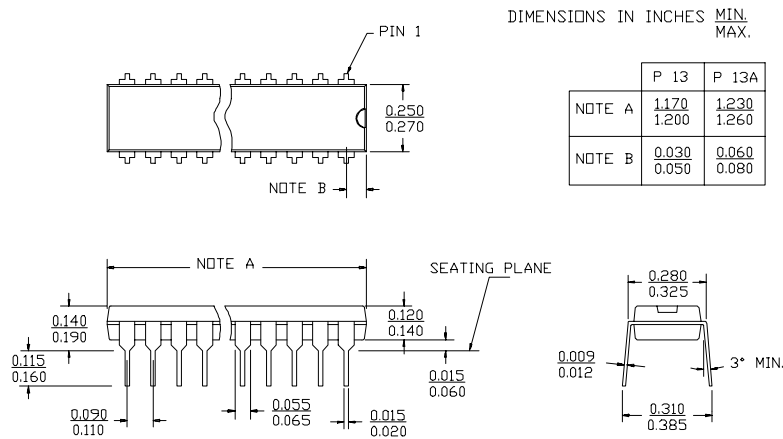 DIMENSIONS IN INCHES MIN.
MAX.
PIN 1
P 13 P 13A
0.250
0.270
NOTE A 1.170 1.230
1.200 1.260
NOTE B 0.030 0.060
0.050 0.080
NOTE B
NOTE A
SEATING PLANE
0.280
0.325
0.140
0.190
0.120
0.140
0.115
0.160
0.015
0.060
0.009
0.012
3° MIN.
0.090
0.110
0.055
0.065
0.015
0.020
0.310
0.385